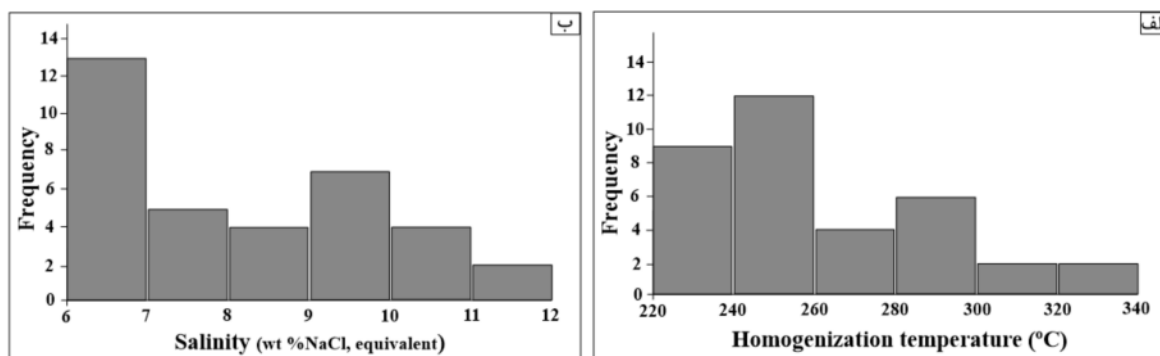 ب
14
12
10
8
6
4
2
0
Frequency
6 7 8 9 10 11 12
Salinity (wt %NaCl, equivalent)
الف
14
12
10
8
6
4
2
0
Frequency
220 240 260 280 300 320 340
Homogenization temperature (ºC)